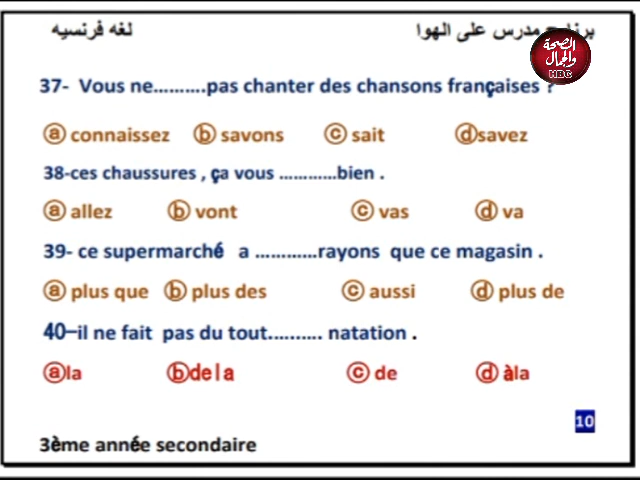 برنامج مدرس على الهوا
لغه فرنسيه
الصحة والجمال
HBG
37- Vous ne..........pas chanter des chansons françaises ?
ⓐ connaissez ⓑ savons ⓒ sait ⓓsavez
38-ces chaussures , ça vous ............bien .
ⓐ allez ⓑ vont ⓒ vas ⓓ va
39- ce supermarché a ............rayons que ce magasin .
ⓐ plus que ⓑ plus des ⓒ aussi ⓓ plus de
40–il ne fait pas du tout.......... natation .
ⓐla ⓑde la ⓒ de ⓓ àla
10
3ème année secondaire